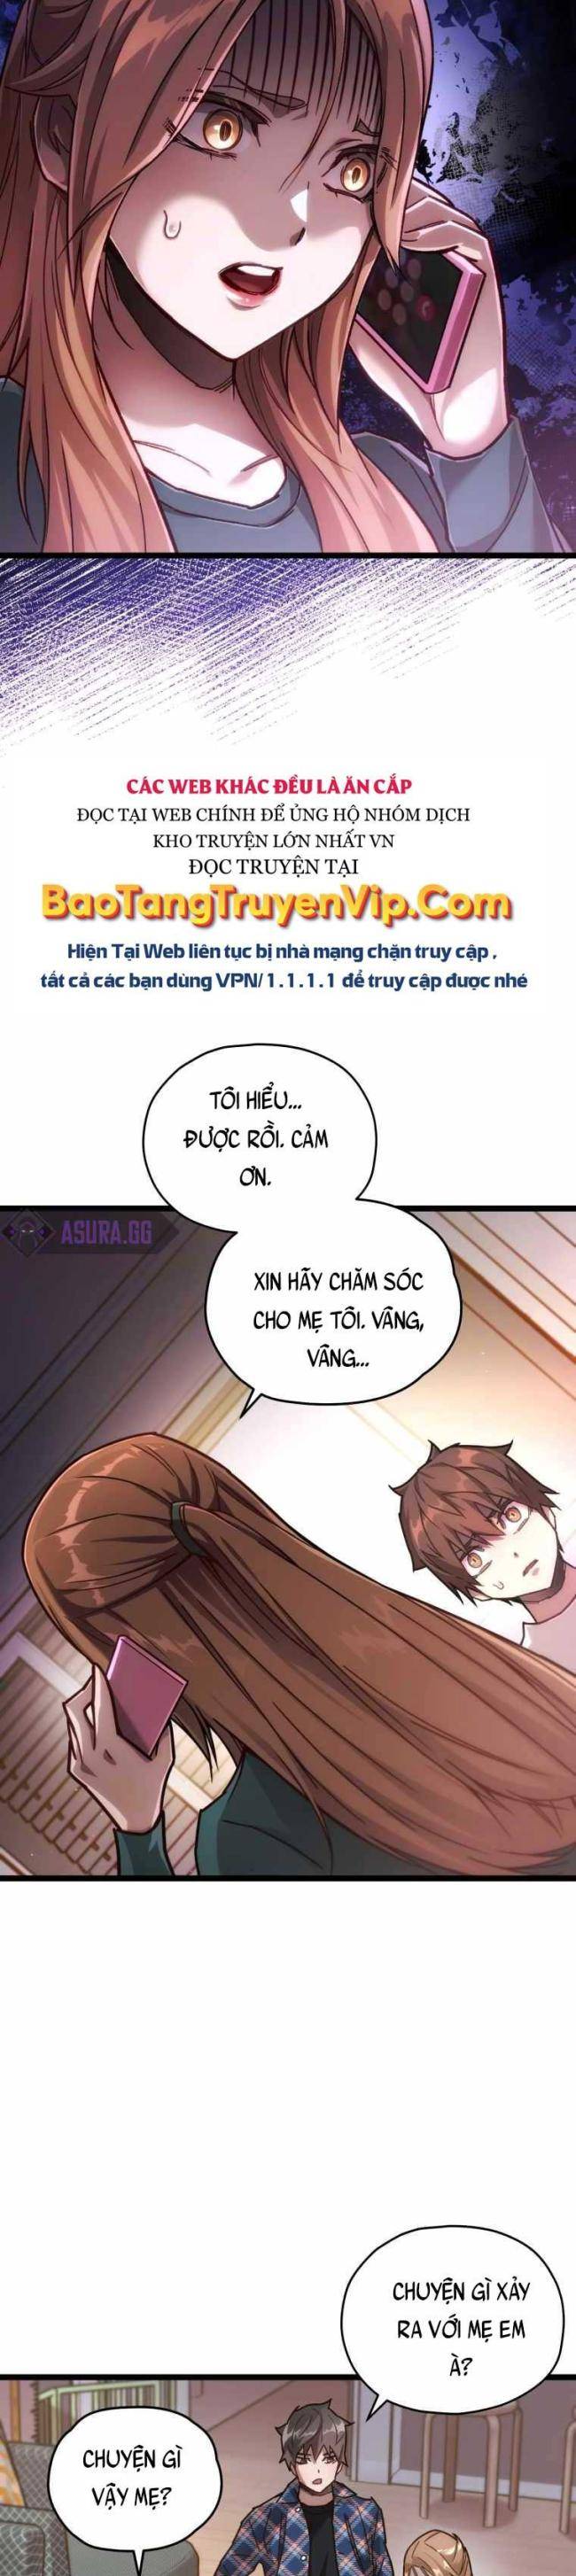 CÁC WEB KHÁC ĐỀU LÀ ĂN CẮP
ĐỌC TẠI WEB CHÍNH ĐỂ ỦNG HỘ NHÓM DỊCH
KHO TRUYỆN LỚN NHẤT VN
ĐỌC TRUYỆN TẠI
BaoTangTruyenVip.Com
Hiện Tại Web liên tục bị nhà mạng chặn truy cập,
tất cả các bạn dùng VPN/1.1.1.1 để truy cập được nhé
TÔI HIỂU...
ĐƯỢC RỒI. CẢM
ƠN.
ASURA.GG
XIN HÃY CHĂM SÓC
CHO MẸ TÔI. VÂNG,
VÂNG...
CHUYỆN GÌ XẢY
RA VỚI MẸ EM
À?
CHUYỆN GÌ
VẬY MẸ?